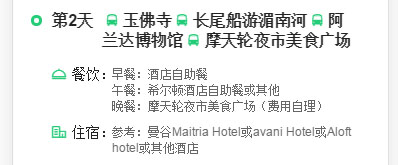 第2天 玉佛寺 长尾船游湄南河 阿
兰达博物馆 摩天轮夜市美食广场
餐饮: 早餐: 酒店自助餐
午餐: 希尔顿酒店自助餐或其他
晚餐: 摩天轮夜市美食广场（费用自理）
住宿: 参考: 曼谷Maitria Hotel或avani Hotel或Aloft
hotel或其他酒店